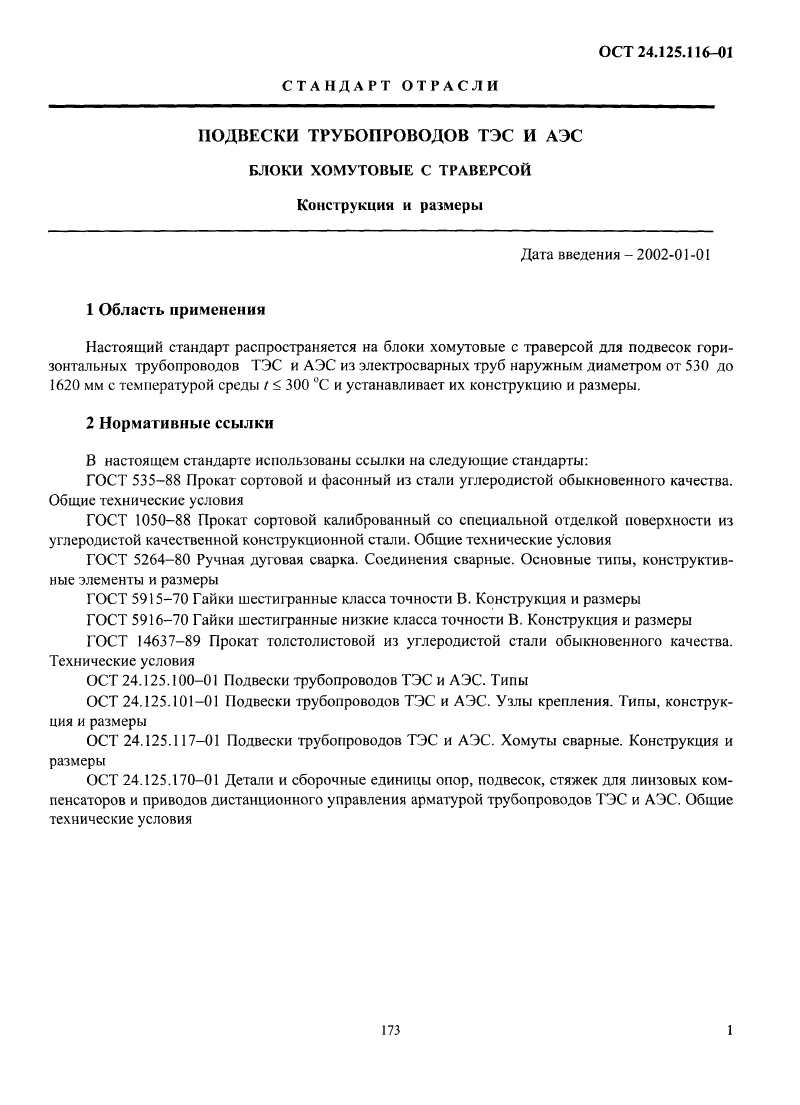 ОСТ 24.125.116–01
СТАНДАРТ ОТРАСЛИ
ПОДВЕСКИ ТРУБОПРОВОДОВ ТЭС И АЭС
БЛОКИ ХОМУТОВЫЕ С ТРАВЕРСОЙ
Конструкция и размеры
Дата введения – 2002-01-01
1 Область применения
Настоящий стандарт распространяется на блоки хомутовые с траверсой для подвесок гори-
зонтальных трубопроводов ТЭС и АЭС из электросварных труб наружным диаметром от 530 до
1620 мм с температурой среды t ≤ 300 °С и устанавливает их конструкцию и размеры.
2 Нормативные ссылки
В настоящем стандарте использованы ссылки на следующие стандарты:
ГОСТ 535–88 Прокат сортовой и фасонный из стали углеродистой обыкновенного качества.
Общие технические условия
ГОСТ 1050–88 Прокат сортовой калиброванный со специальной отделкой поверхности из
углеродистой качественной конструкционной стали. Общие технические условия
ГОСТ 5264–80 Ручная дуговая сварка. Соединения сварные. Основные типы, конструктив-
ные элементы и размеры
ГОСТ 5915–70 Гайки шестигранные класса точности В. Конструкция и размеры
ГОСТ 5916–70 Гайки шестигранные низкие класса точности В. Конструкция и размеры
ГОСТ 14637–89 Прокат толстолистовой из углеродистой стали обыкновенного качества.
Технические условия
ОСТ 24.125.100–01 Подвески трубопроводов ТЭС и АЭС. Типы
ОСТ 24.125.101–01 Подвески трубопроводов ТЭС и АЭС. Узлы крепления. Типы, конструк-
ция и размеры
ОСТ 24.125.117–01 Подвески трубопроводов ТЭС и АЭС. Хомуты сварные. Конструкция и
размеры
ОСТ 24.125.170–01 Детали и сборочные единицы опор, подвесок, стяжек для линзовых ком-
пенсаторов и приводов дистанционного управления арматурой трубопроводов ТЭС и АЭС. Общие
технические условия
173
1